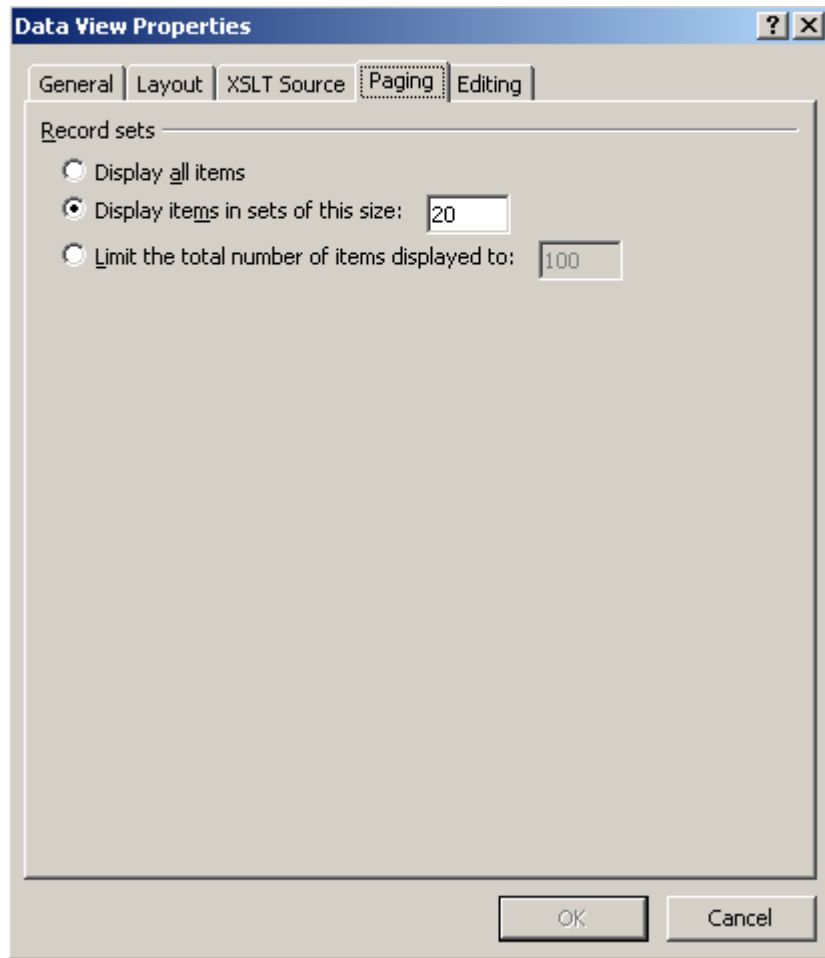 Data View Properties
General Layout XSLT Source Paging Editing
Record sets
Display all items
Display items in sets of this size: 20
Limit the total number of items displayed to: 100
OK Cancel